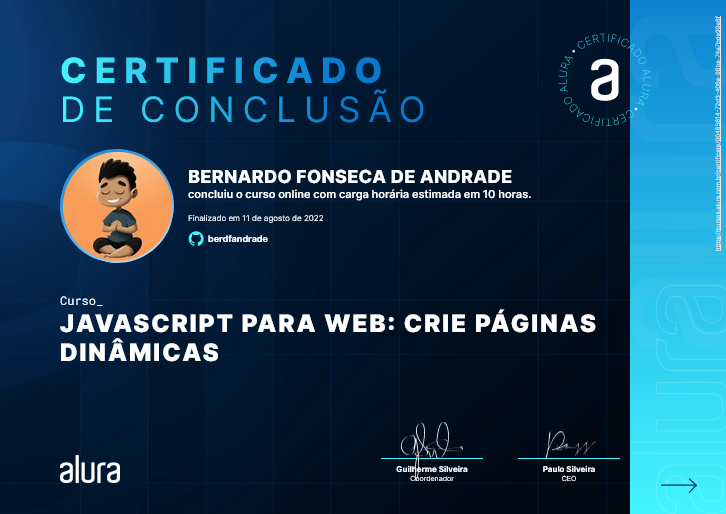 CERTIFICADO
DE CONCLUSÃO
CERTIFICADO ALURA • CERTIFICADO ALURA •
a
BERNARDO FONSECA DE ANDRADE
concluiu o curso online com carga horária estimada em 10 horas.
Finalizado em 11 de agosto de 2022
berdfandrade
Curso_
JAVASCRIPT PARA WEB: CRIE PÁGINAS
DINÂMICAS
alura
Guilherme Silveira
Coordenador
Paulo Silveira
CEO
alura